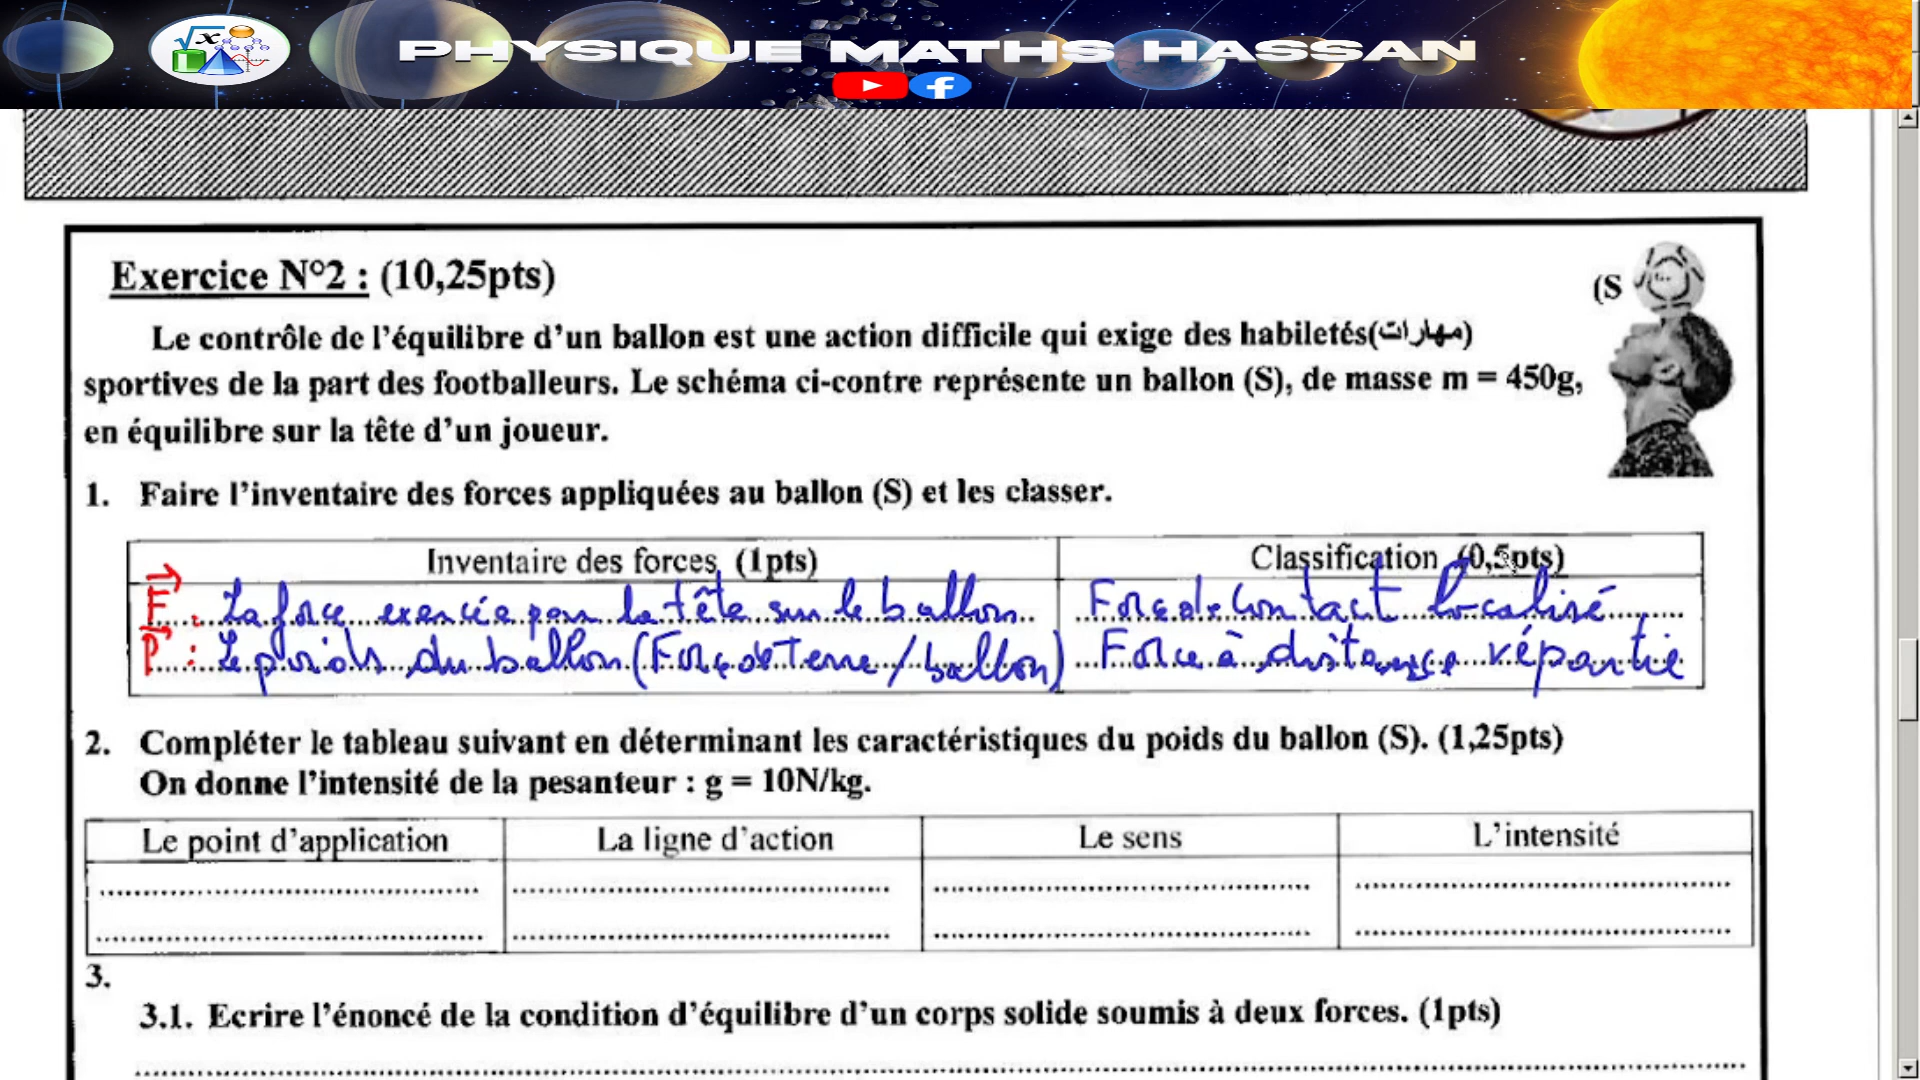 PHYSIQUE MATHS HASSAN
Exercice N°2 : (10,25pts)
(S
Le contrôle de l'équilibre d'un ballon est une action difficile qui exige des habiletés(مهارات)
sportives de la part des footballeurs. Le schéma ci-contre représente un ballon (S), de masse m = 450g,
en équilibre sur la tête d'un joueur.
1. Faire l'inventaire des forces appliquées au ballon (S) et les classer.
Inventaire des forces (1pts) Classification (0,5pts)
F : La force exercée par la tête sur le ballon Force de contact localisé
P : Le poids du ballon (Force de Terre / ballon) Force à distance répartie
2. Compléter le tableau suivant en déterminant les caractéristiques du poids du ballon (S). (1,25pts)
On donne l'intensité de la pesanteur : g = 10N/kg.
Le point d'application La ligne d'action Le sens L'intensité
3.
3.1. Ecrire l'énoncé de la condition d'équilibre d'un corps solide soumis à deux forces. (1pts)